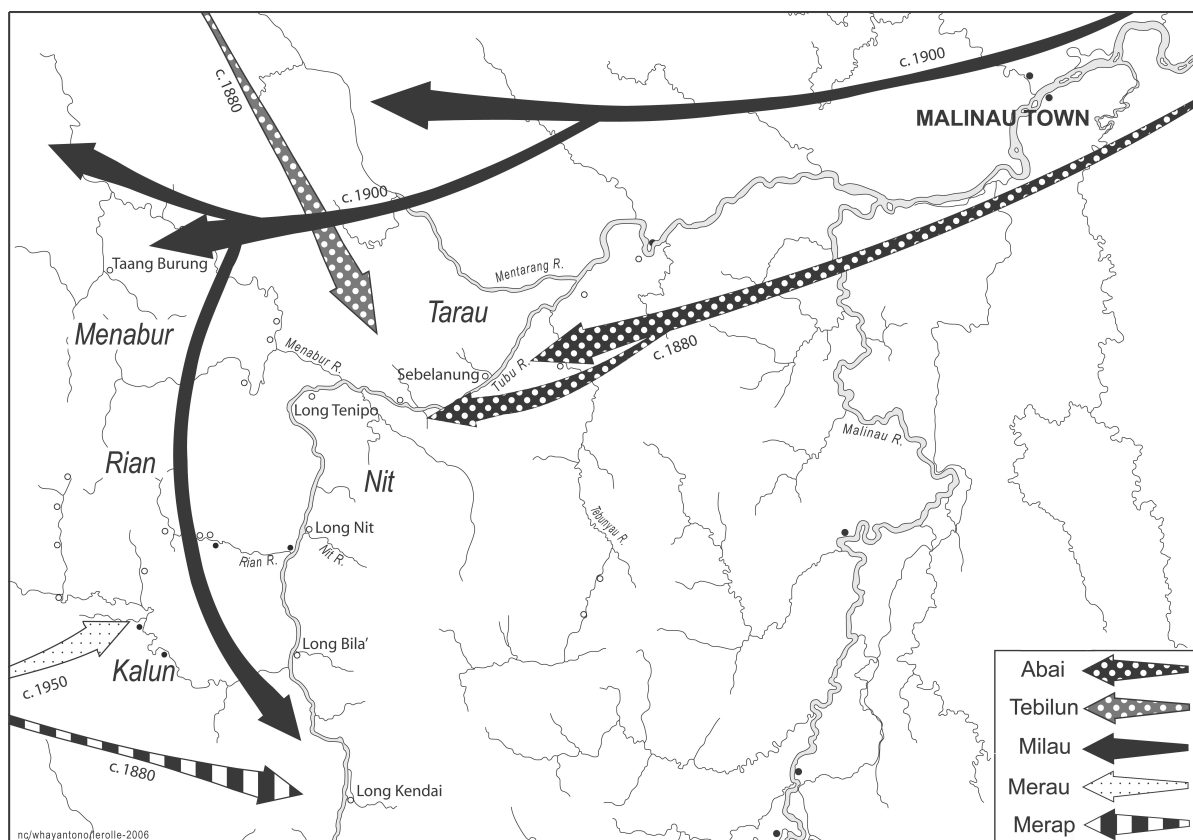 c. 1900
c. 1880
MALINAU TOWN
c. 1900
Taang Burung
Mentarang R.
Tarau
Menabur
Menabur R.
Sebelanung
Tubu R.
c. 1880
Long Tenipo
Malinau R.
Rian
Nit
Long Nit
Nit R.
Rian R.
Tebunyau R.
Long Bila'
Kalun
c. 1950
c. 1880
Long Kendai
Abai
Tebilun
Milau
Merau
Merap
nc/whayantono/lerolle-2006